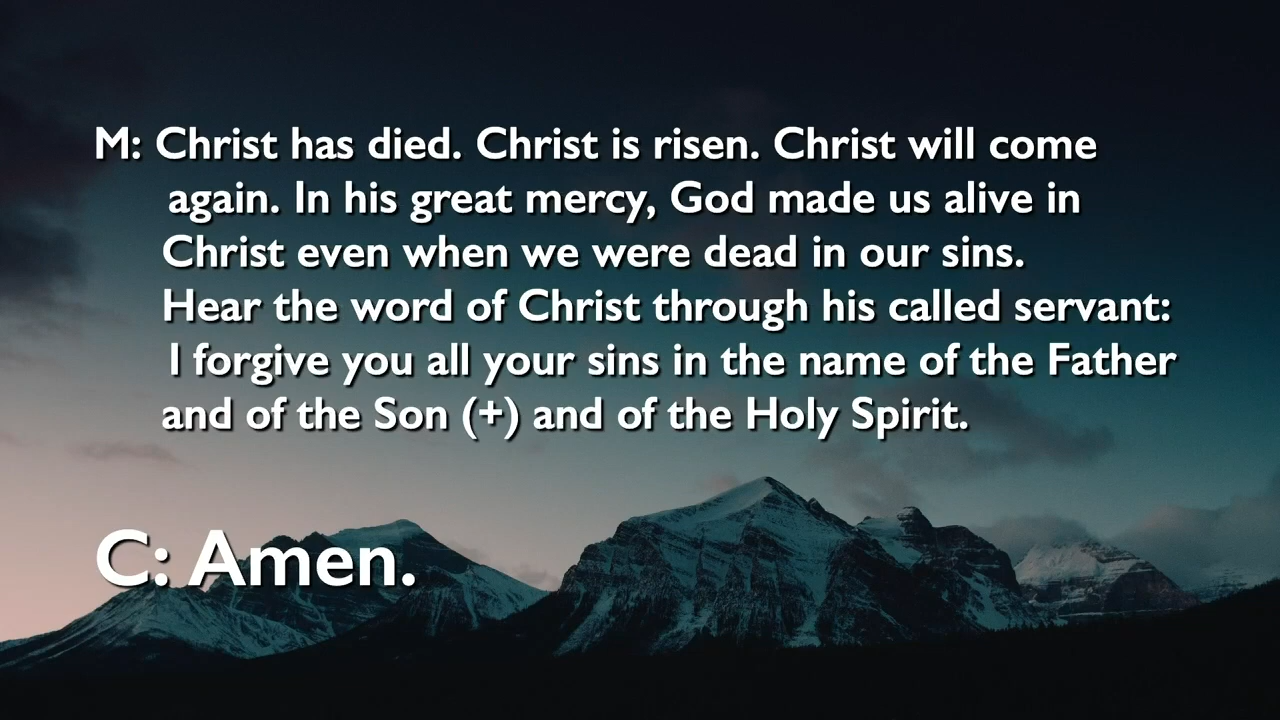 M: Christ has died. Christ is risen. Christ will come
again. In his great mercy, God made us alive in
Christ even when we were dead in our sins.
Hear the word of Christ through his called servant:
I forgive you all your sins in the name of the Father
and of the Son (+) and of the Holy Spirit.
C: Amen.